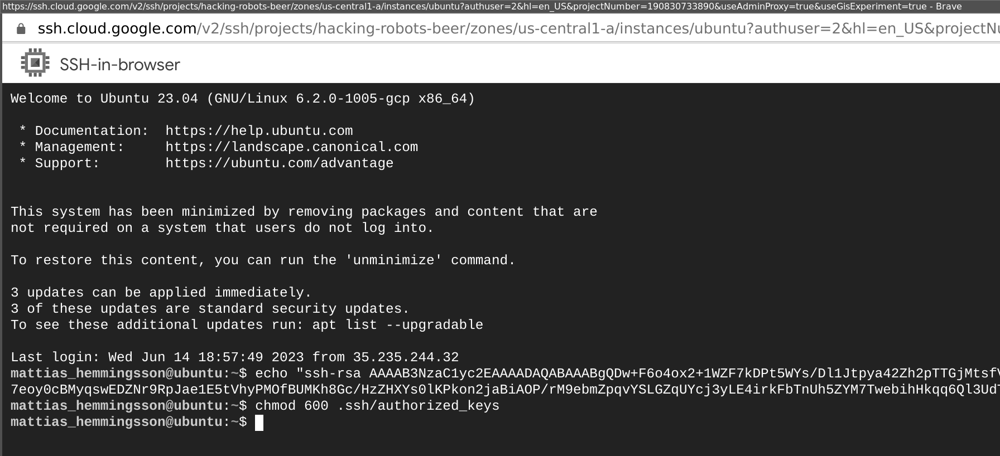 https://ssh.cloud.google.com/v2/ssh/projects/hacking-robots-beer/zones/us-central1-a/instances/ubuntu?authuser=2&hl=en_US&projectNumber=190830733890&useAdminProxy=true&useGisExperiment=true - Brave
ssh.cloud.google.com/v2/ssh/projects/hacking-robots-beer/zones/us-central1-a/instances/ubuntu?authuser=2&hl=en_US&projectNu
SSH-in-browser
Welcome to Ubuntu 23.04 (GNU/Linux 6.2.0-1005-gcp x86_64)
* Documentation:  https://help.ubuntu.com
* Management:     https://landscape.canonical.com
* Support:        https://ubuntu.com/advantage
This system has been minimized by removing packages and content that are
not required on a system that users do not log into.
To restore this content, you can run the 'unminimize' command.
3 updates can be applied immediately.
3 of these updates are standard security updates.
To see these additional updates run: apt list --upgradable
Last login: Wed Jun 14 18:57:49 2023 from 35.235.244.32
mattias_hemmingsson@ubuntu:~$ echo "ssh-rsa AAAAB3NzaC1yc2EAAAADAQABAAABgQDw+F6o4ox2+1WZF7kDPt5WYs/Dl1Jtpya42Zh2pTTGjMtsfV
7eoy0cBMyqswEDZNr9RpJae1E5tVhyPMOfBUMKh8Gc/HzZHXYs0lKPkon2jaBiAOP/rM9ebmZpqvYSLGZqUYcj3yLE4irkFbTnUh5ZYM7TwebihHkqq6Ql3UdT
mattias_hemmingsson@ubuntu:~$ chmod 600 .ssh/authorized_keys
mattias_hemmingsson@ubuntu:~$